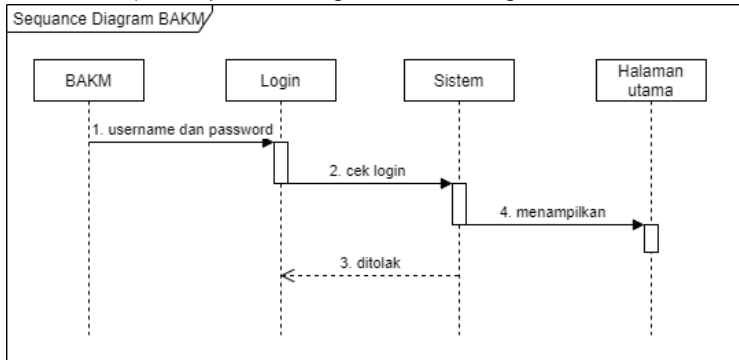 Sequance Diagram BAKM
BAKM
Login
Sistem
Halaman
utama
1. username dan password
2. cek login
4. menampilkan
3. ditolak